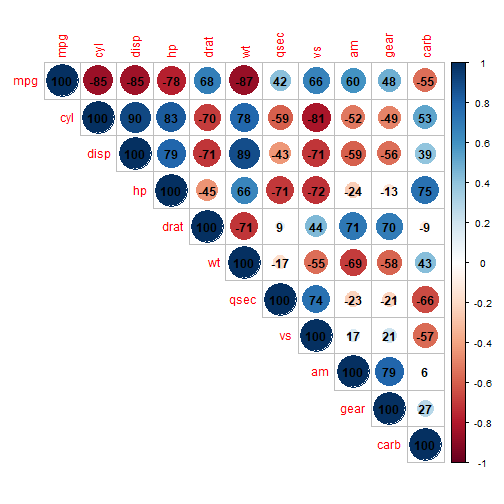 mpg cyl disp hp drat wt qsec vs am gear carb
mpg 100 -85 -85 -78 68 -87 42 66 60 48 -55
cyl 100 90 83 -70 78 -59 -81 -52 -49 53
disp 100 79 -71 89 -43 -71 -59 -56 39
hp 100 -45 66 -71 -72 -24 -13 75
drat 100 -71 9 44 71 70 -9
wt 100 -17 -55 -69 -58 43
qsec 100 74 -23 -21 -66
vs 100 17 21 -57
am 100 79 6
gear 100 27
carb 100
1
0.8
0.6
0.4
0.2
0
-0.2
-0.4
-0.6
-0.8
-1